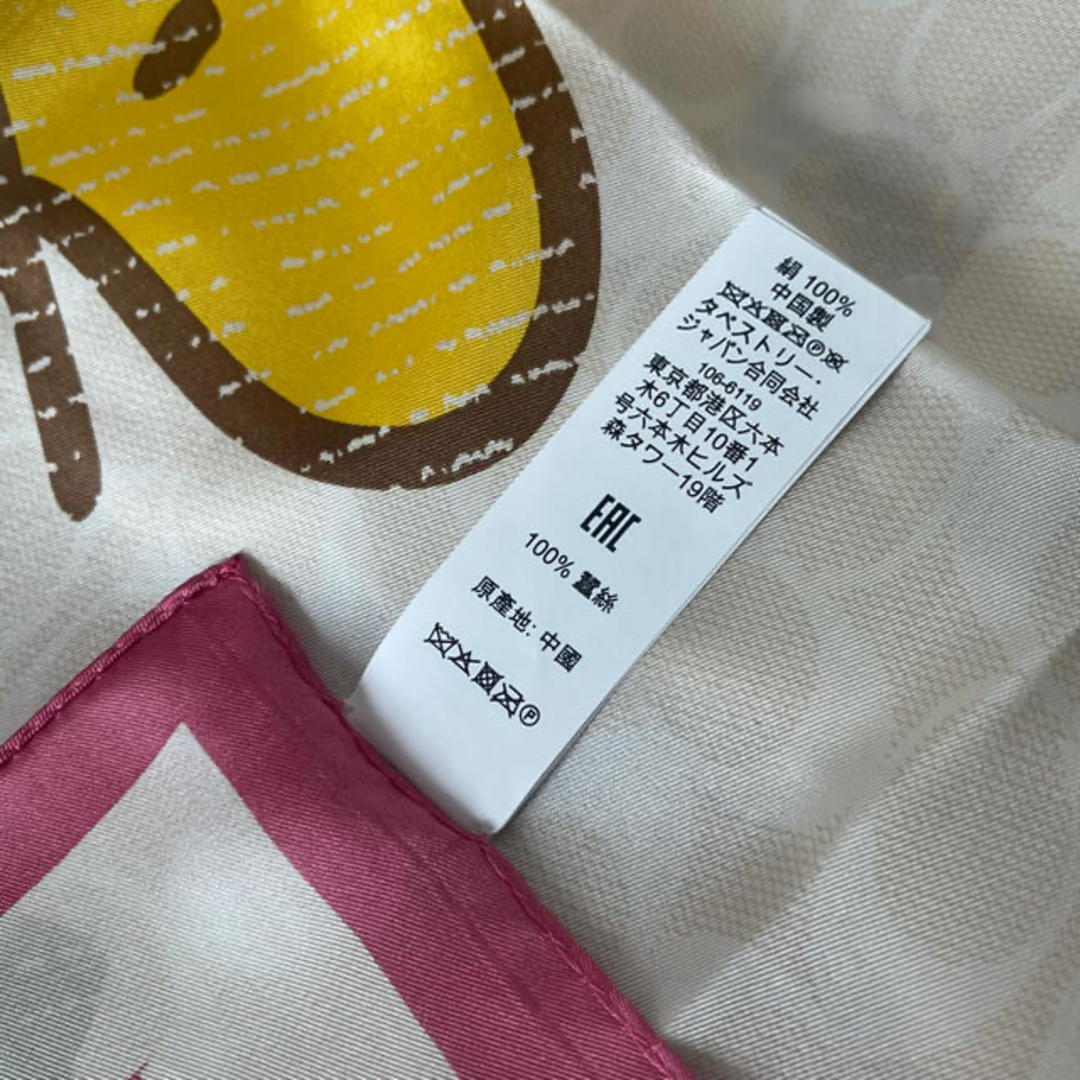 絹 100%
中国製
タペストリー・
ジャパン合同会社
106-6119
東京都港区六本
木6丁目10番1
号六本木ヒルズ
森タワー19階
EAC
100% 蠶絲
原產地: 中國